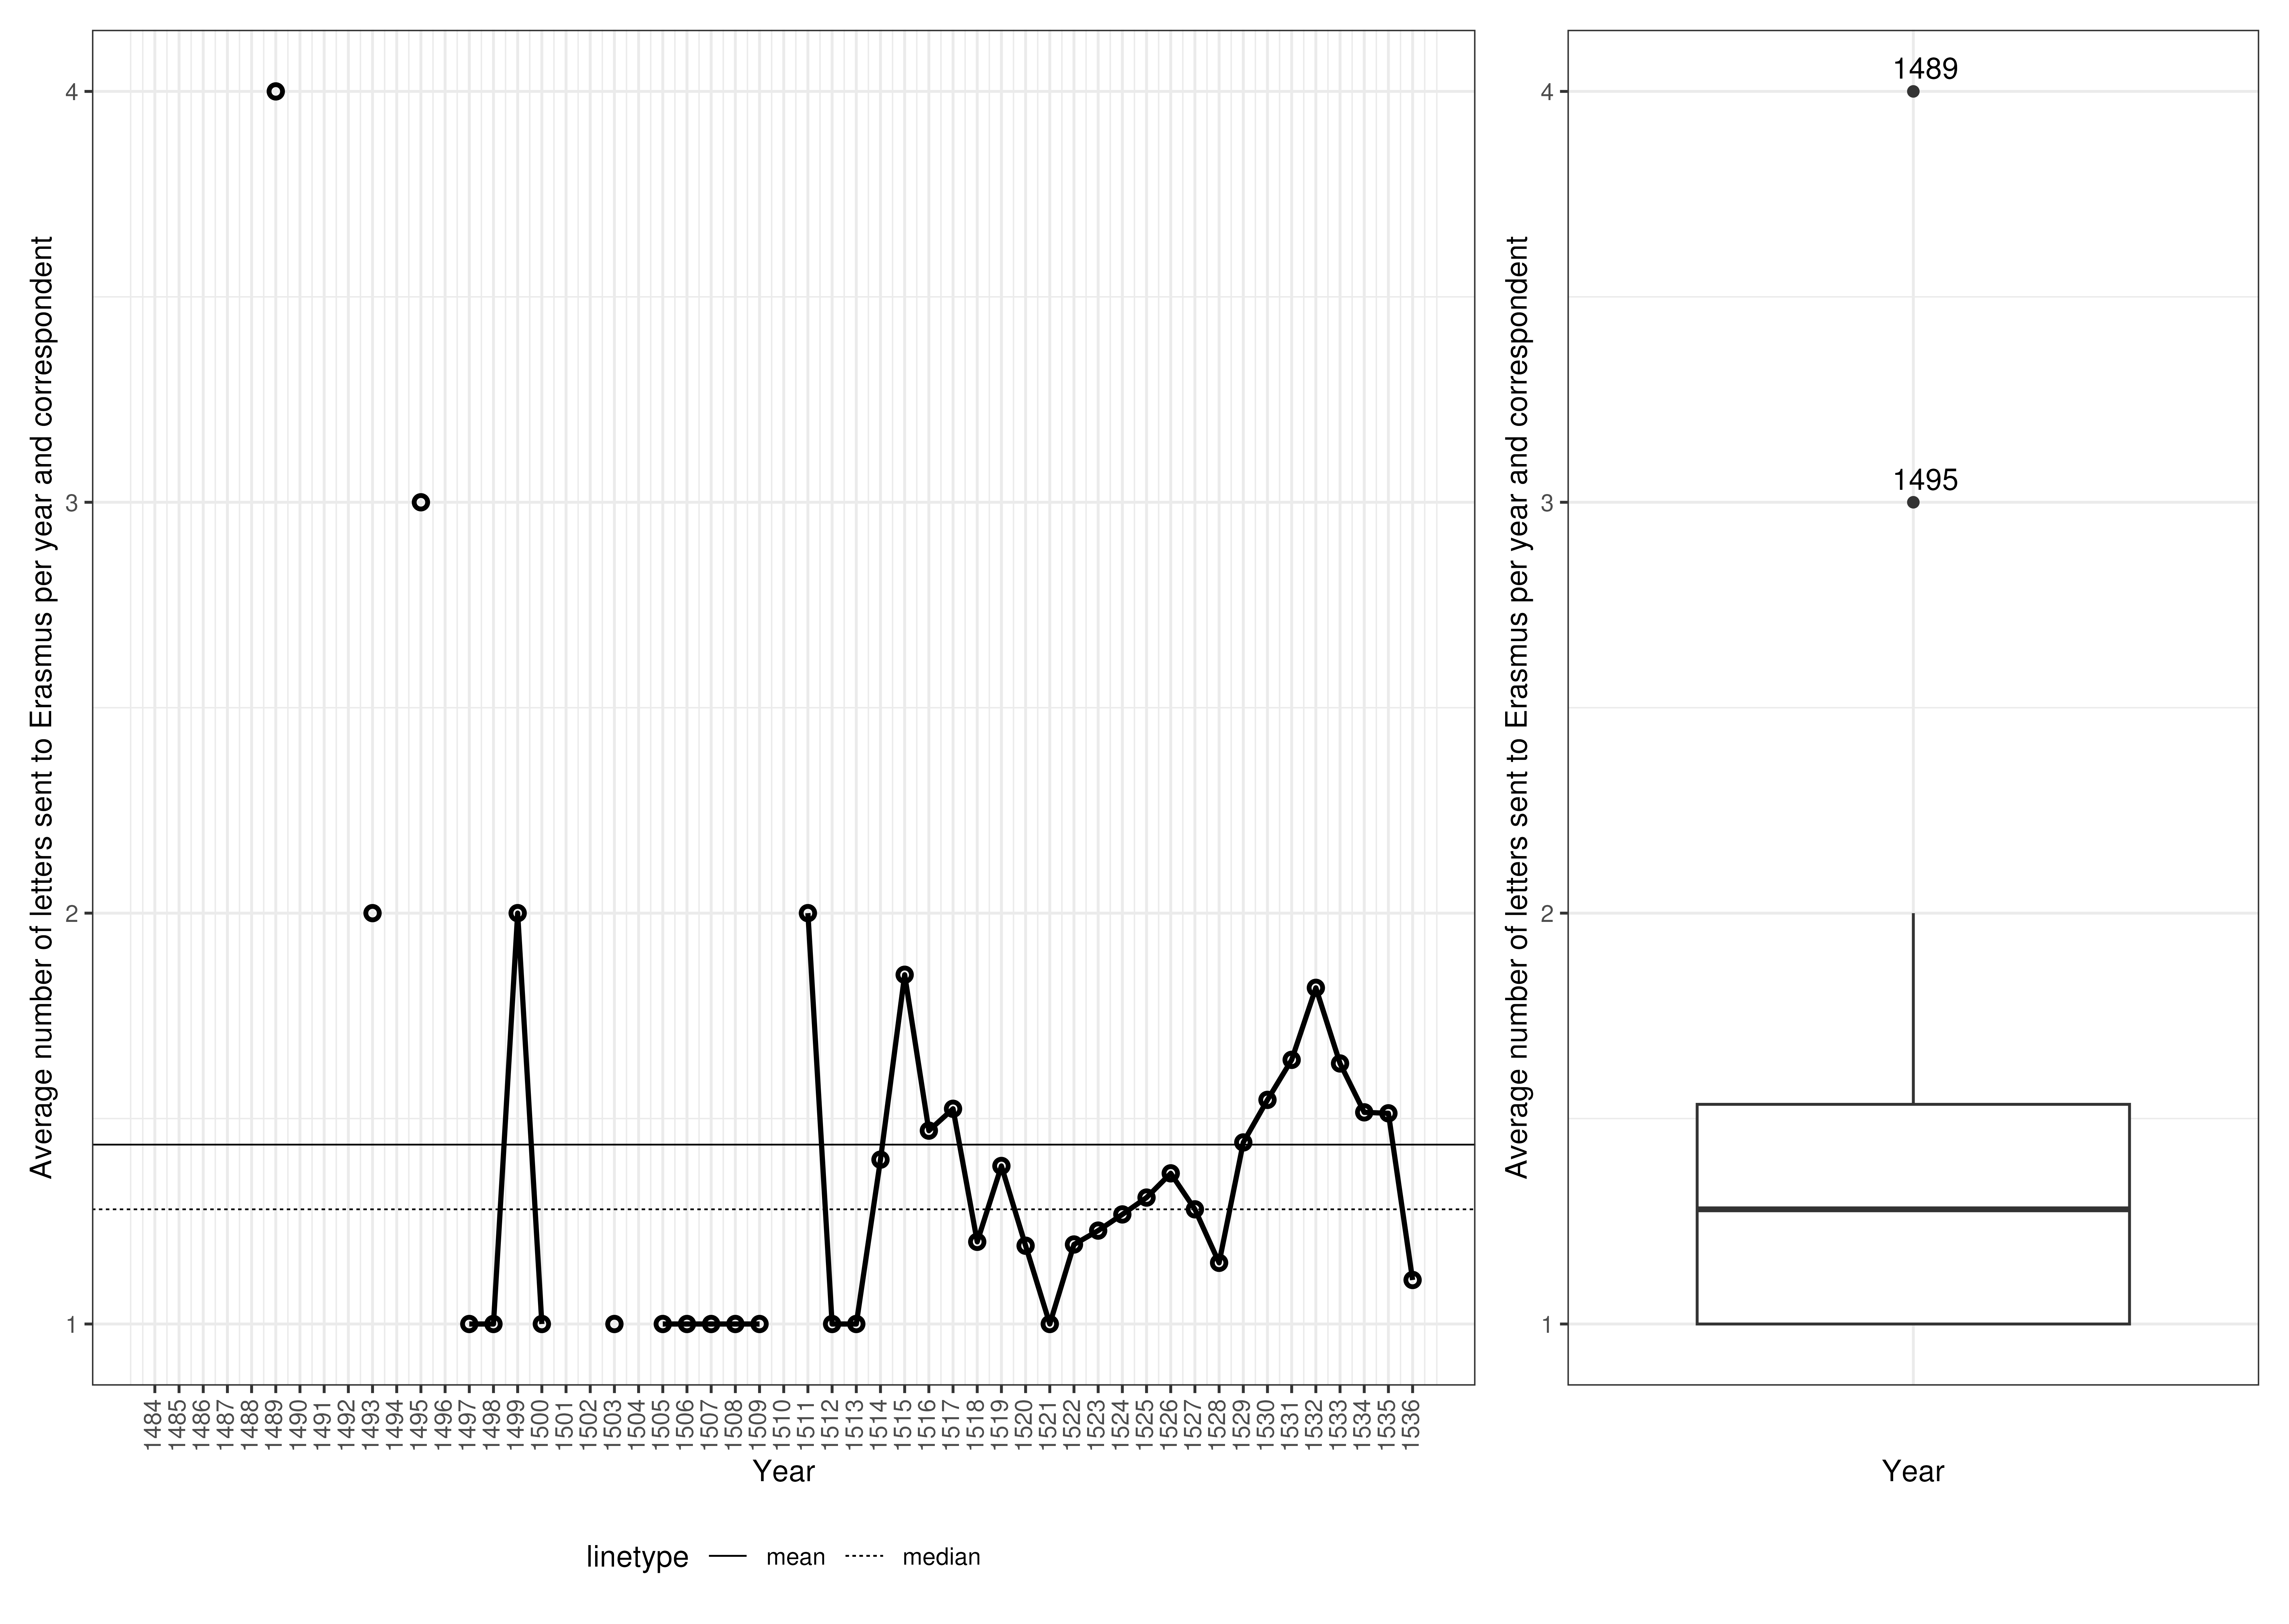 Average number of letters sent to Erasmus per year and correspondent
4
3
2
1
1484 1485 1486 1487 1488 1489 1490 1491 1492 1493 1494 1495 1496 1497 1498 1499 1500 1501 1502 1503 1504 1505 1506 1507 1508 1509 1510 1511 1512 1513 1514 1515 1516 1517 1518 1519 1520 1521 1522 1523 1524 1525 1526 1527 1528 1529 1530 1531 1532 1533 1534 1535 1536
Year
linetype mean median
Average number of letters sent to Erasmus per year and correspondent
4
3
2
1
1489
1495
Year